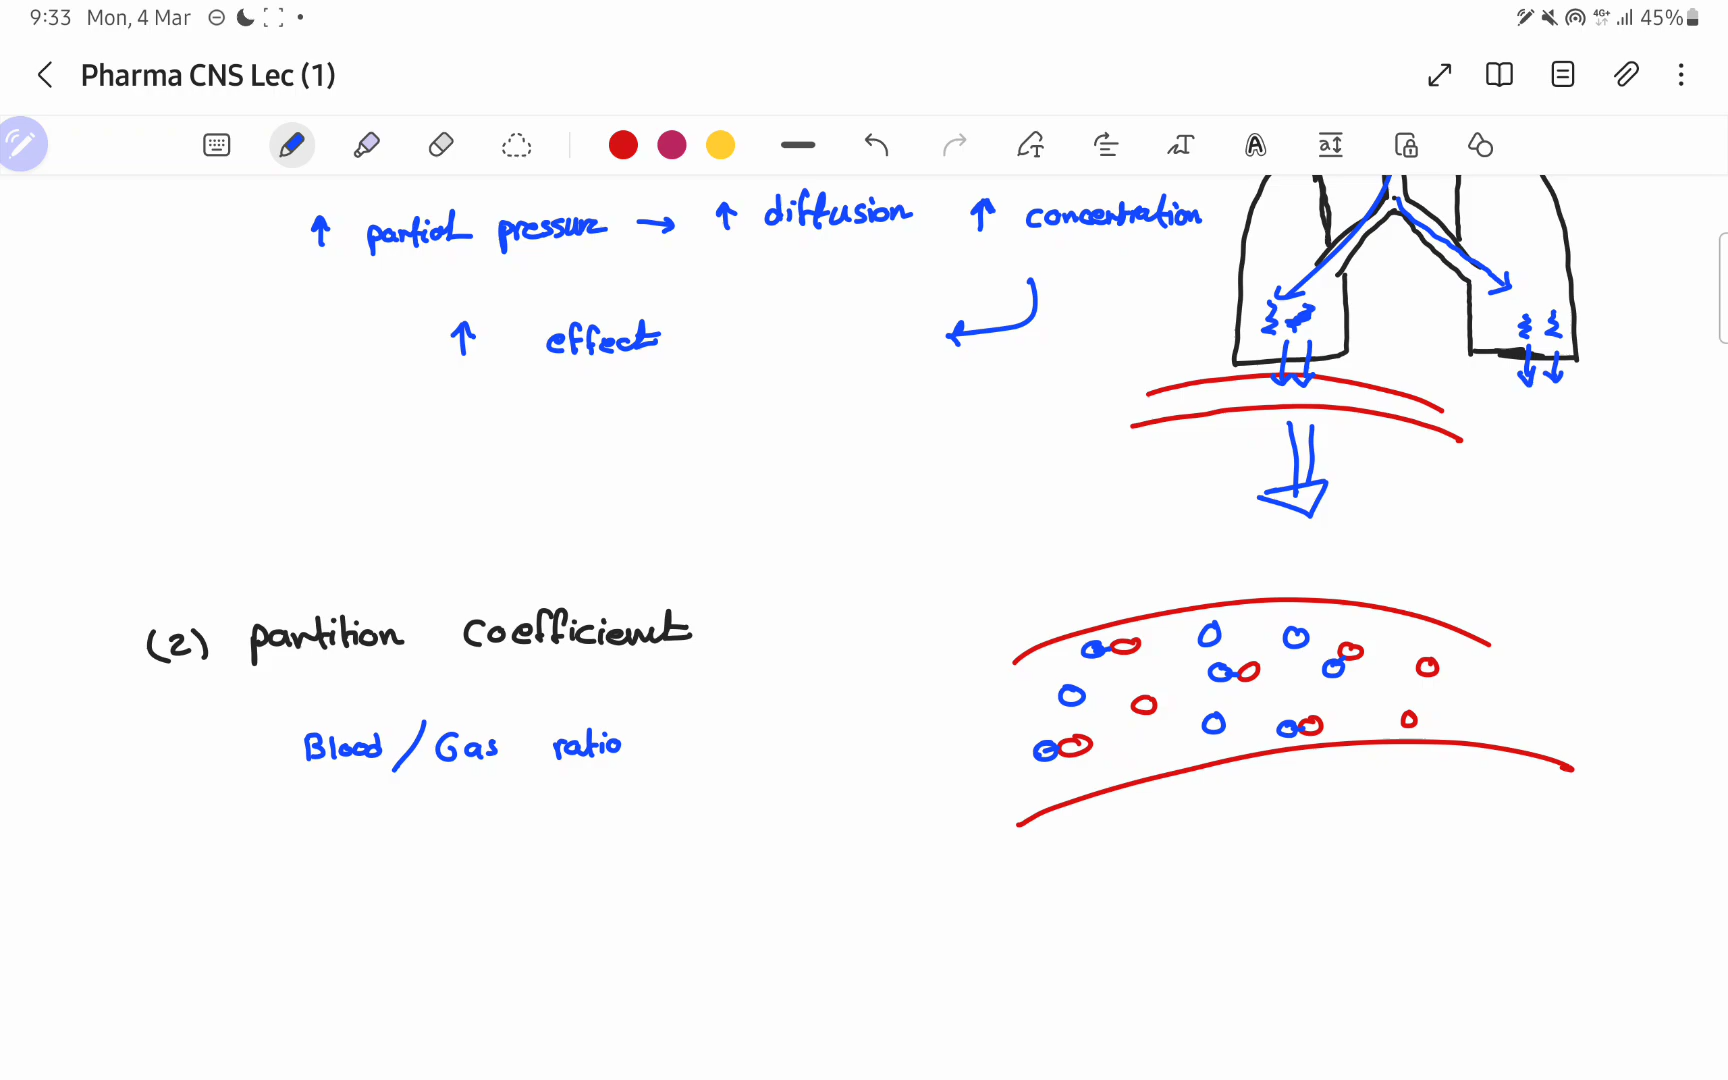 9:33 Mon, 4 Mar 4G+ 45%
Pharma CNS Lec (1)
↑ partial pressure → ↑ diffusion ↑ concentration
↑ effect
(2) partition coefficient
Blood/Gas ratio